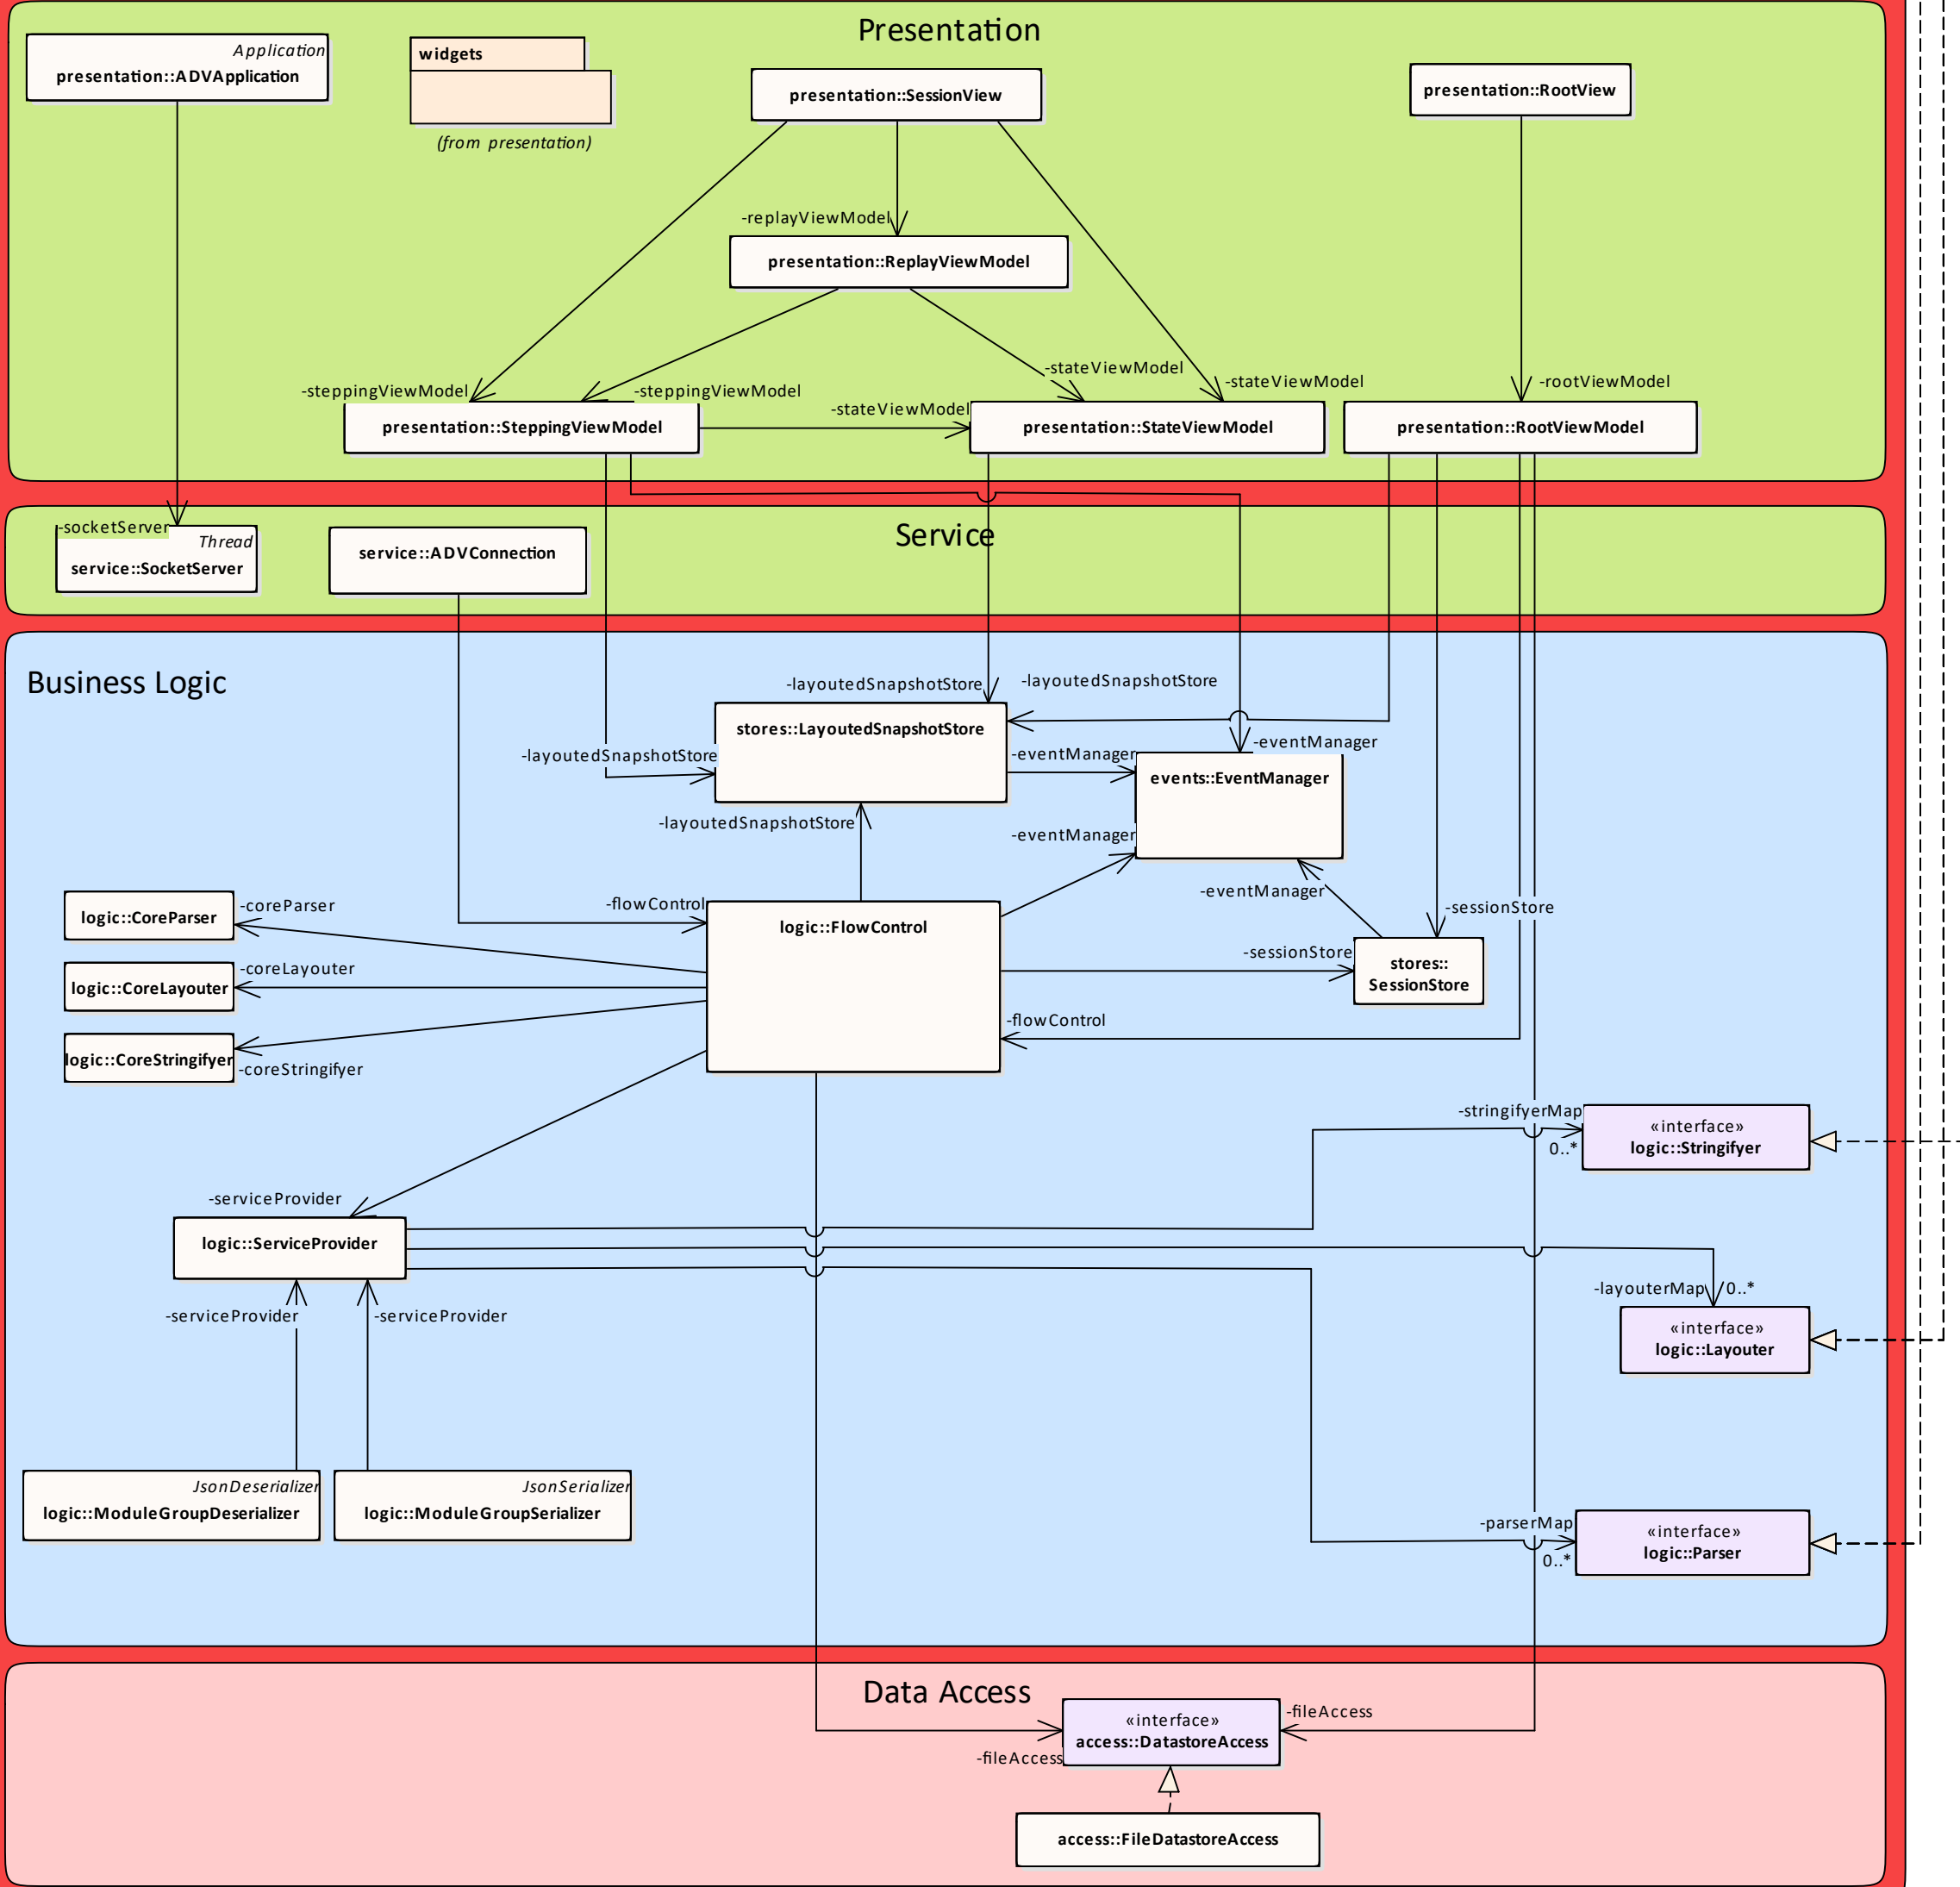 Presentation
Application
presentation::ADVApplication
widgets
(from presentation)
presentation::SessionView
presentation::RootView
-replayViewModel
presentation::ReplayViewModel
-stateViewModel
-steppingViewModel
-steppingViewModel
-stateViewModel
-stateViewModel
-rootViewModel
presentation::SteppingViewModel
presentation::StateViewModel
presentation::RootViewModel
Service
-socketServer
Thread
service::SocketServer
service::ADVConnection
Business Logic
-layoutedSnapshotStore
-layoutedSnapshotStore
stores::LayoutedSnapshotStore
-layoutedSnapshotStore
-eventManager
-eventManager
events::EventManager
-layoutedSnapshotStore
-eventManager
-eventManager
logic::CoreParser
-coreParser
-flowControl
logic::FlowControl
-sessionStore
-sessionStore
stores::
SessionStore
logic::CoreLayouter
-coreLayouter
-flowControl
logic::CoreStringifyer
-coreStringifyer
-stringifyerMap
0..*
«interface»
logic::Stringifyer
-serviceProvider
logic::ServiceProvider
-layouterMap
0..*
«interface»
logic::Layouter
-serviceProvider
-serviceProvider
JsonDeserializer
logic::ModuleGroupDeserializer
JsonSerializer
logic::ModuleGroupSerializer
-parserMap
0..*
«interface»
logic::Parser
Data Access
«interface»
access::DatastoreAccess
-fileAccess
-fileAccess
access::FileDatastoreAccess